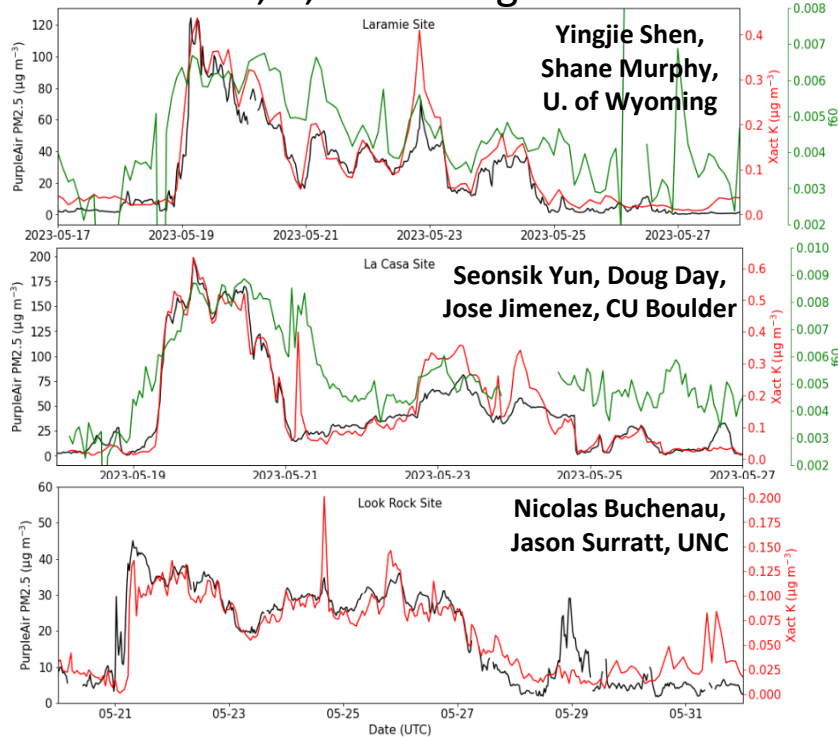 Laramie Site
Yingjie Shen,
Shane Murphy,
U. of Wyoming
PurpleAir PM2.5 (µg m⁻³)
120
100
80
60
40
20
0
0.4
0.3
0.2
0.1
0.0
Xact K (µg m⁻³)
0.008
0.007
0.006
0.005
0.004
0.003
0.002
f60
2023-05-17 2023-05-19 2023-05-21 2023-05-23 2023-05-25 2023-05-27
La Casa Site
Seonsik Yun, Doug Day,
Jose Jimenez, CU Boulder
PurpleAir PM2.5 (µg m⁻³)
200
175
150
125
100
75
50
25
0
0.6
0.5
0.4
0.3
0.2
0.1
0.0
Xact K (µg m⁻³)
0.010
0.009
0.008
0.007
0.006
0.005
0.004
0.003
0.002
f60
2023-05-19 2023-05-21 2023-05-23 2023-05-25 2023-05-27
Look Rock Site
Nicolas Buchenau,
Jason Surratt, UNC
PurpleAir PM2.5 (µg m⁻³)
60
50
40
30
20
10
0
0.200
0.175
0.150
0.125
0.100
0.075
0.050
0.025
0.000
Xact K (µg m⁻³)
05-21 05-23 05-25 05-27 05-29 05-31
Date (UTC)